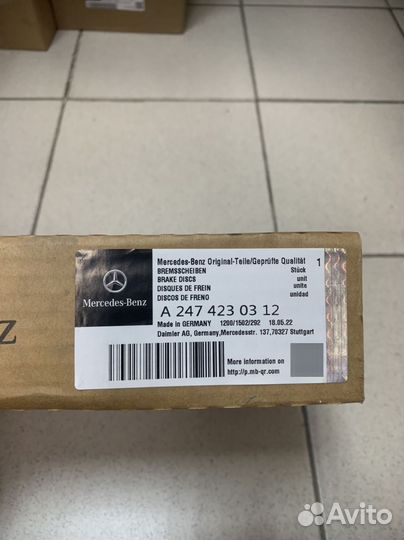 Mercedes-Benz Original-Teile/Geprüfte Qualität 1
BREMSSCHEIBEN Stück
BRAKE DISCS unit
DISQUES DE FREIN unite
DISCOS DE FRENO unidad
Mercedes-Benz
A 247 423 03 12
Made in GERMANY 1200/1502/292 18.05.22
Daimler AG, Germany,Mercedesstr. 137,70327 Stuttgart
More information on
http://p.mb-qr.com
z
Avito